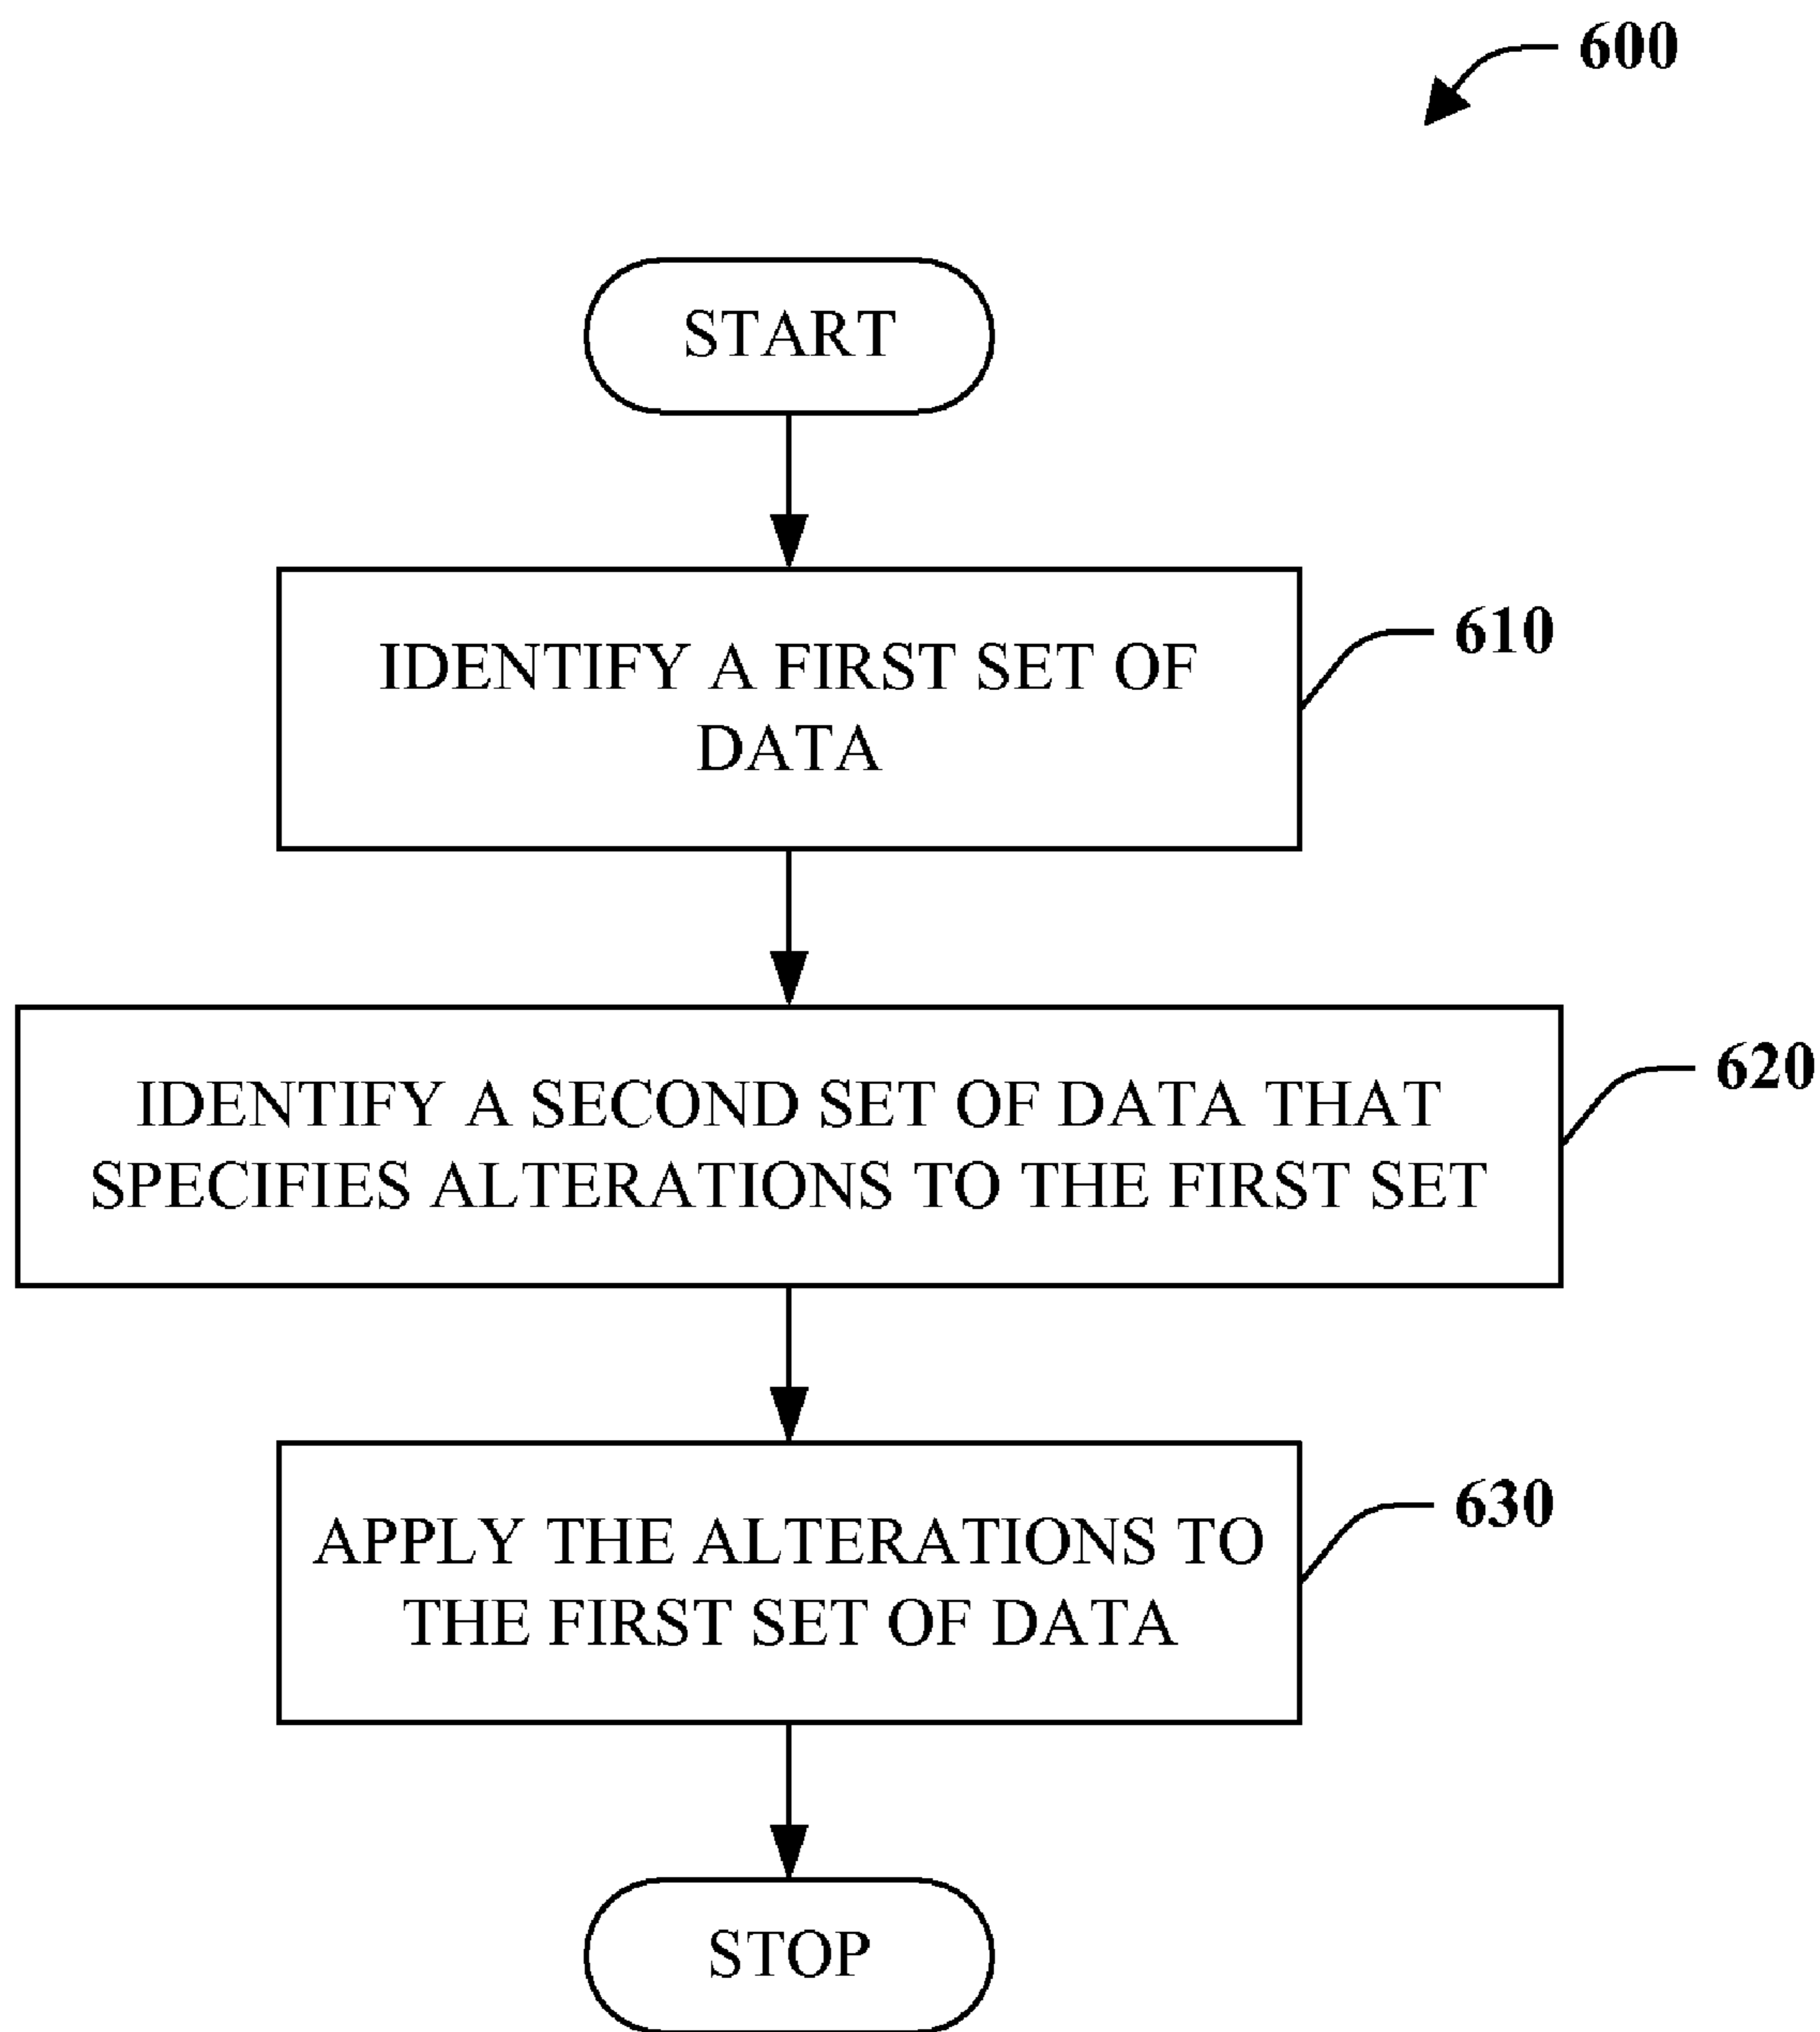 600
START
IDENTIFY A FIRST SET OF
DATA
610
IDENTIFY A SECOND SET OF DATA THAT
SPECIFIES ALTERATIONS TO THE FIRST SET
620
APPLY THE ALTERATIONS TO
THE FIRST SET OF DATA
630
STOP